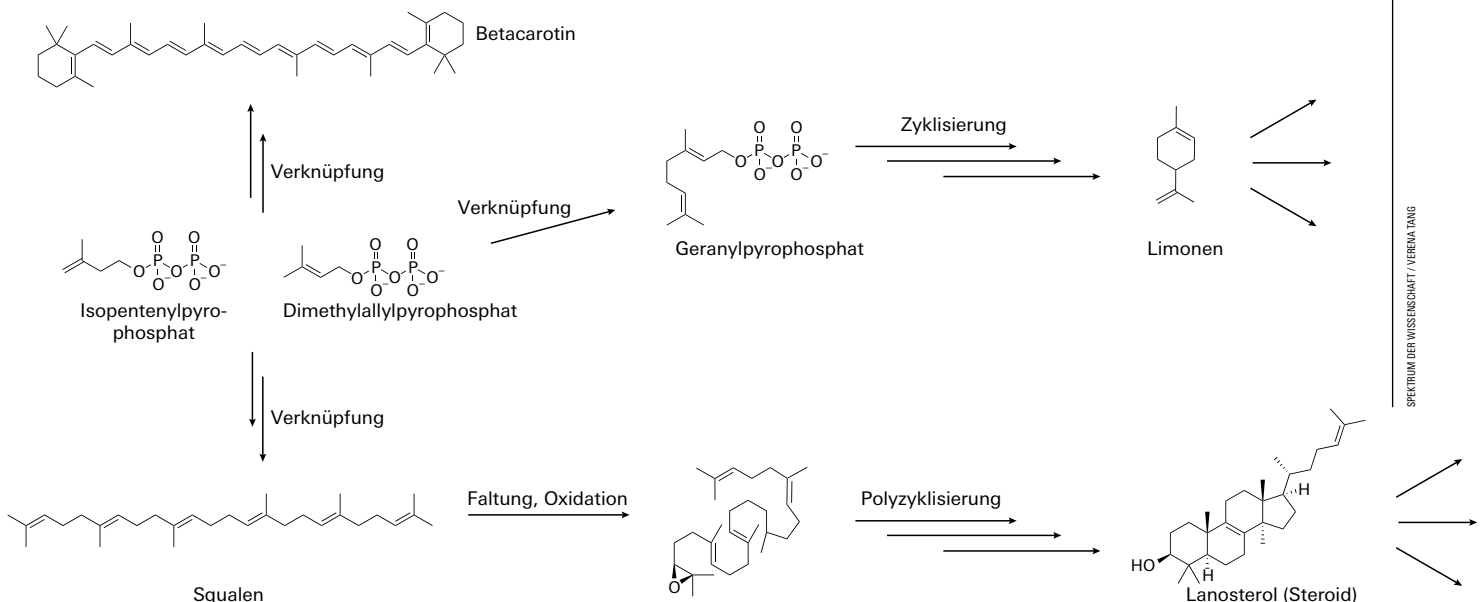 Betacarotin
Verknüpfung
Verknüpfung
Zyklisierung
O O
O P O P O⁻
O⁻ O⁻
Geranylpyrophosphat
Limonen
O O
O P O P O⁻
O⁻ O⁻
Isopentenylpyro-
phosphat
O O
O P O P O⁻
O⁻ O⁻
Dimethylallylpyrophosphat
SPEKTRUM DER WISSENSCHAFT / VERENA TANG
Verknüpfung
Squalen
Faltung, Oxidation
O
Polyzyklisierung
H
HO
H
Lanosterol (Steroid)